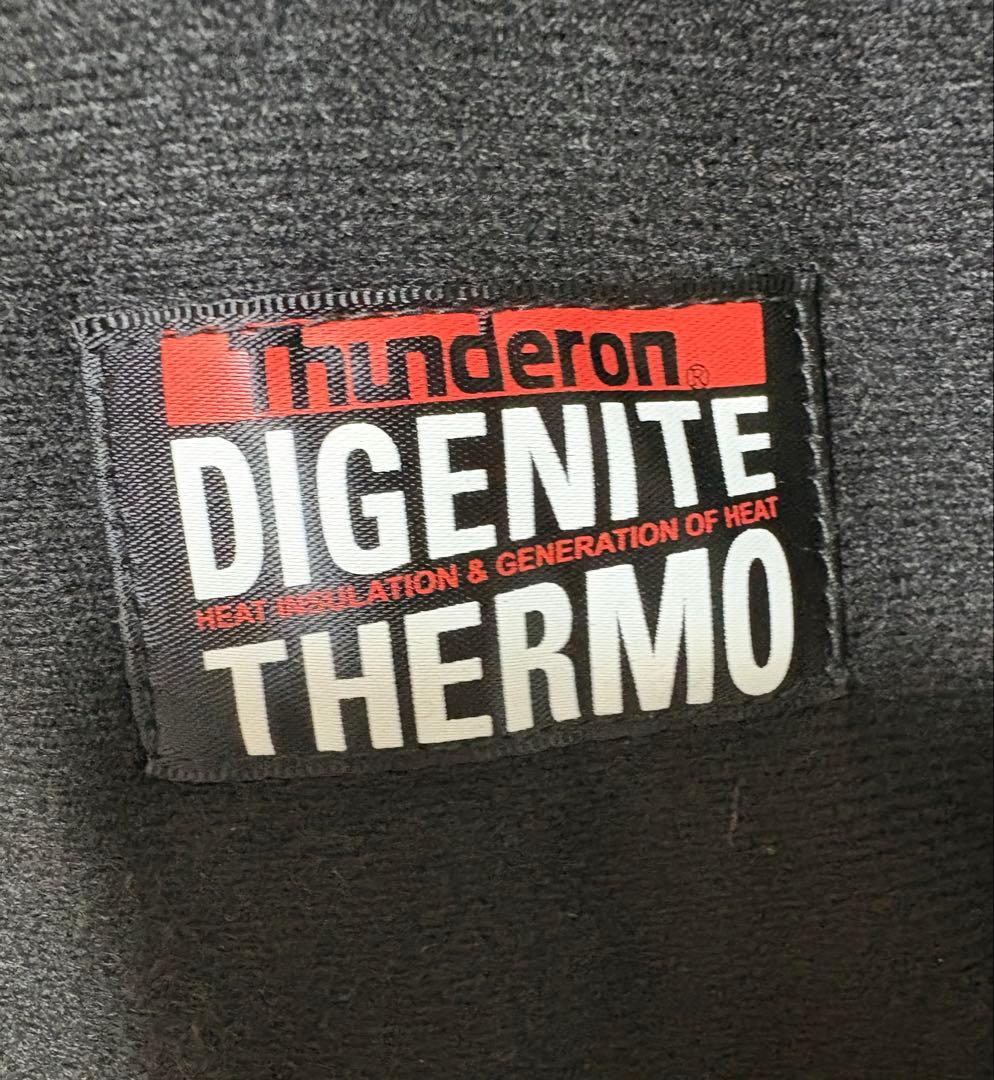 Thunderon®
DIGENITE
HEAT INSULATION & GENERATION OF HEAT
THERMO